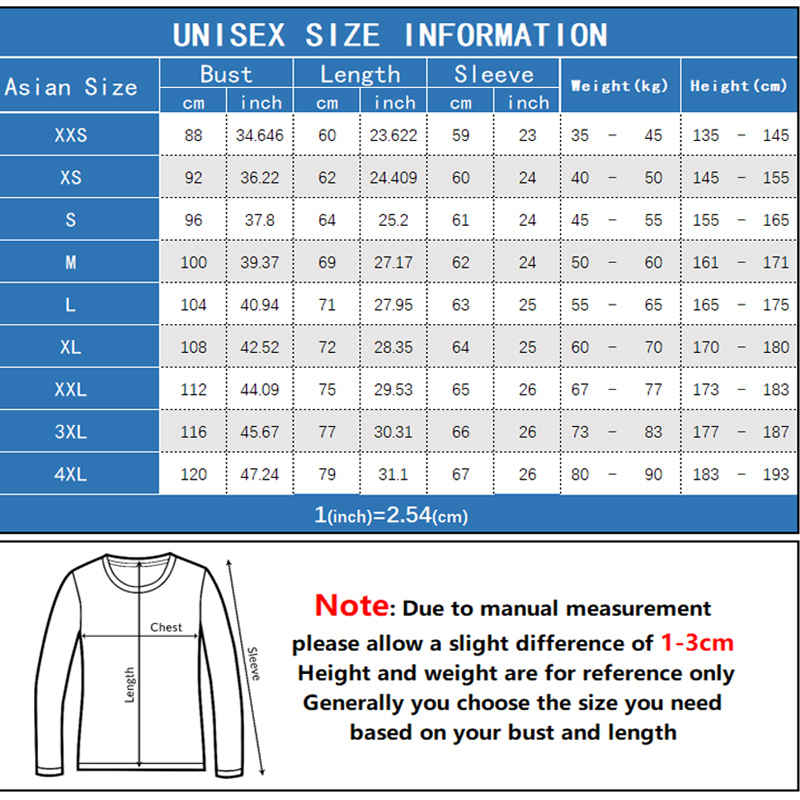 UNISEX SIZE INFORMATION
Asian Size Bust Length Sleeve Weight(kg) Height(cm)
cm inch cm inch cm inch
XXS 88 34.646 60 23.622 59 23 35 - 45 135 - 145
XS 92 36.22 62 24.409 60 24 40 - 50 145 - 155
S 96 37.8 64 25.2 61 24 45 - 55 155 - 165
M 100 39.37 69 27.17 62 24 50 - 60 161 - 171
L 104 40.94 71 27.95 63 25 55 - 65 165 - 175
XL 108 42.52 72 28.35 64 25 60 - 70 170 - 180
XXL 112 44.09 75 29.53 65 26 67 - 77 173 - 183
3XL 116 45.67 77 30.31 66 26 73 - 83 177 - 187
4XL 120 47.24 79 31.1 67 26 80 - 90 183 - 193
1(inch)=2.54(cm)
Chest
Length
Sleeve
Note: Due to manual measurement
please allow a slight difference of 1-3cm
Height and weight are for reference only
Generally you choose the size you need
based on your bust and length